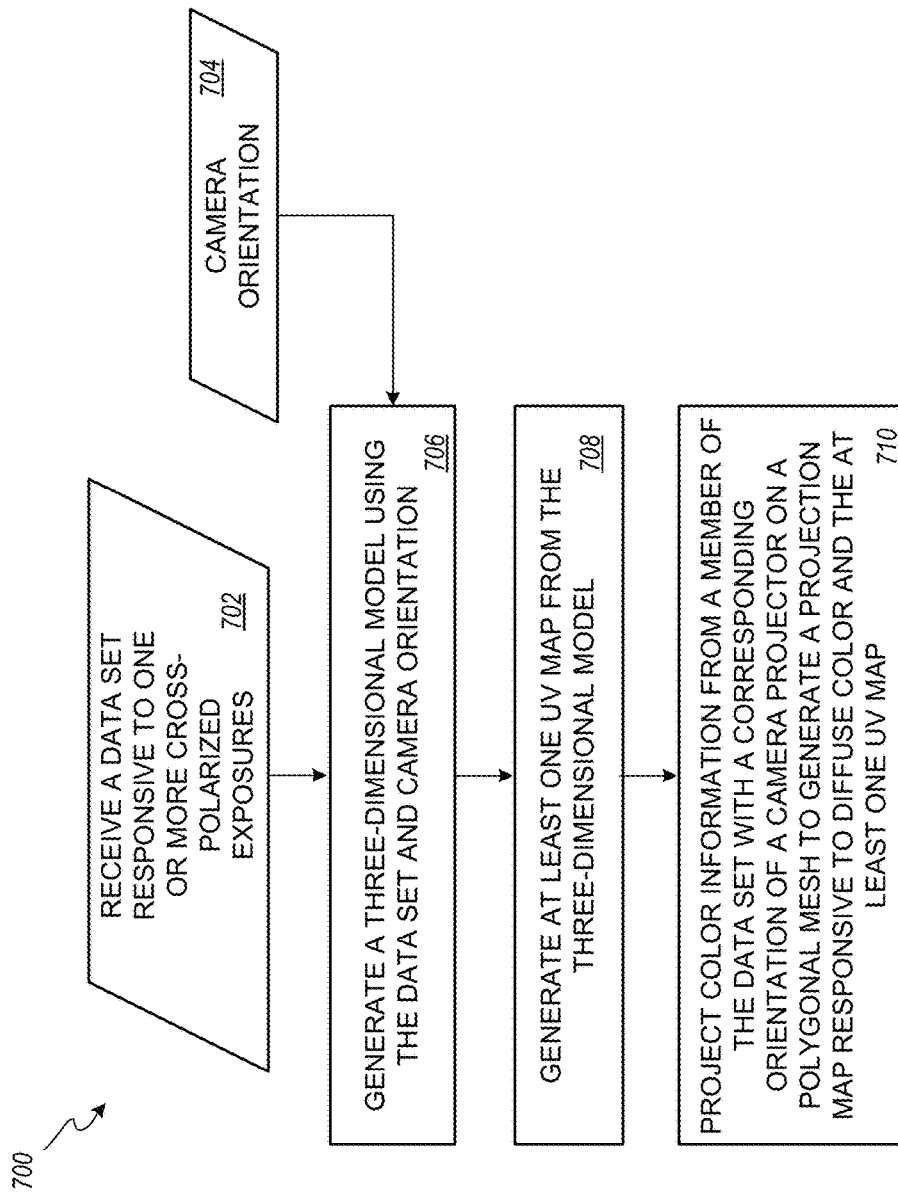 700
RECEIVE A DATA SET
RESPONSIVE TO ONE
OR MORE CROSS-
POLARIZED
EXPOSURES
702
CAMERA
ORIENTATION
704
GENERATE A THREE-DIMENSIONAL MODEL USING
THE DATA SET AND CAMERA ORIENTATION
706
GENERATE AT LEAST ONE UV MAP FROM THE
THREE-DIMENSIONAL MODEL
708
PROJECT COLOR INFORMATION FROM A MEMBER OF
THE DATA SET WITH A CORRESPONDING
ORIENTATION OF A CAMERA PROJECTOR ON A
POLYGONAL MESH TO GENERATE A PROJECTION
MAP RESPONSIVE TO DIFFUSE COLOR AND THE AT
LEAST ONE UV MAP
710